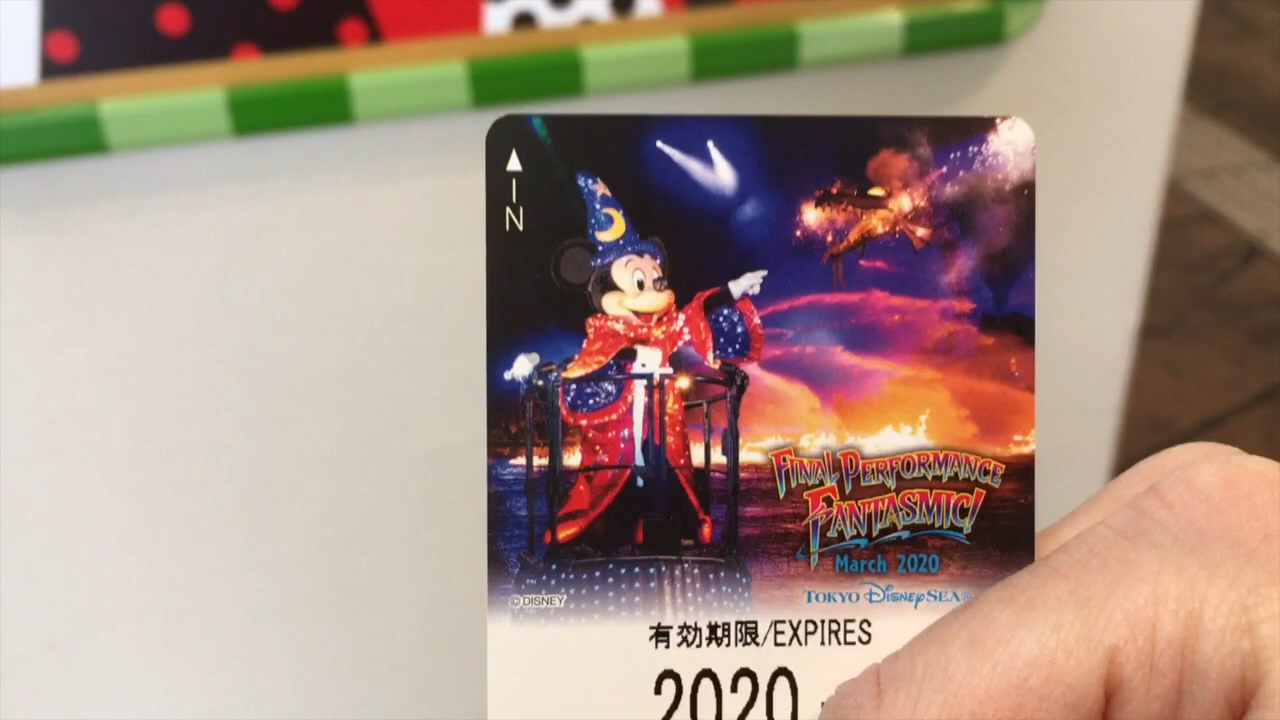 IN
FINAL PERFORMANCE
FANTASMIC!
March 2020
TOKYO DISNEYSEA
© DISNEY
有効期限/EXPIRES
2020